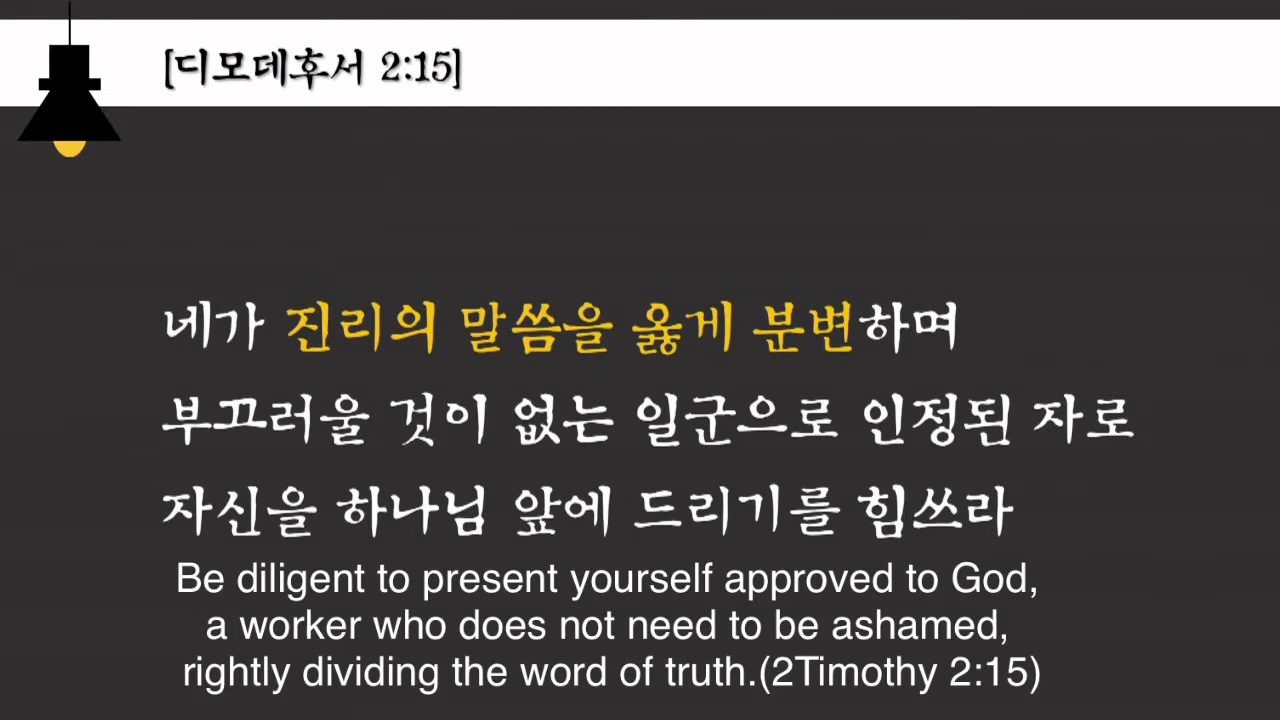 [디모데후서 2:15]
네가 진리의 말씀을 옳게 분변하며
부끄러울 것이 없는 일군으로 인정된 자로
자신을 하나님 앞에 드리기를 힘쓰라
Be diligent to present yourself approved to God,
a worker who does not need to be ashamed,
rightly dividing the word of truth.(2Timothy 2:15)